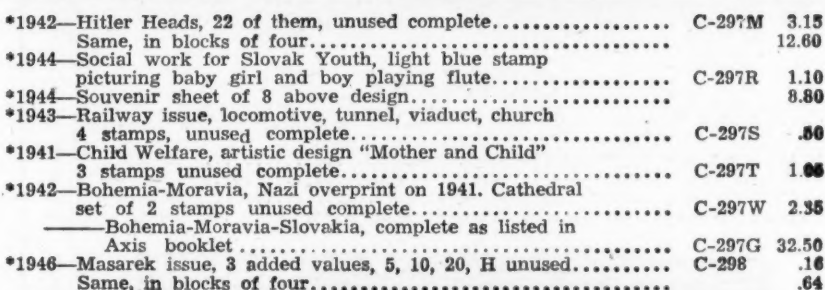 *1942—Hitler Heads, 22 of them, unused complete.................. C-297M 3.15
Same, in blocks of four.................................... 12.60
*1944—Social work for Slovak Youth, light blue stamp
picturing baby girl and boy playing flute................ C-297R 1.10
*1944—Souvenir sheet of 8 above design......................... 8.80
*1943—Railway issue, locomotive, tunnel, viaduct, church
4 stamps, unused complete................................ C-297S
*1941—Child Welfare, artistic design "Mother and Child"
3 stamps unused complete................................. C-297T
*1942—Bohemia-Moravia, Nazi overprint on 1941. Cathedral
set of 2 stamps unused complete.......................... C-297W 2.35
——Bohemia-Moravia-Slovakia, complete as listed in
Axis booklet ............................................ C-297G 32.50
*1946—Masarek issue, 3 added values, 5, 10, 20, H unused.......... C-298 .16
Same, in blocks of four.................................... .64